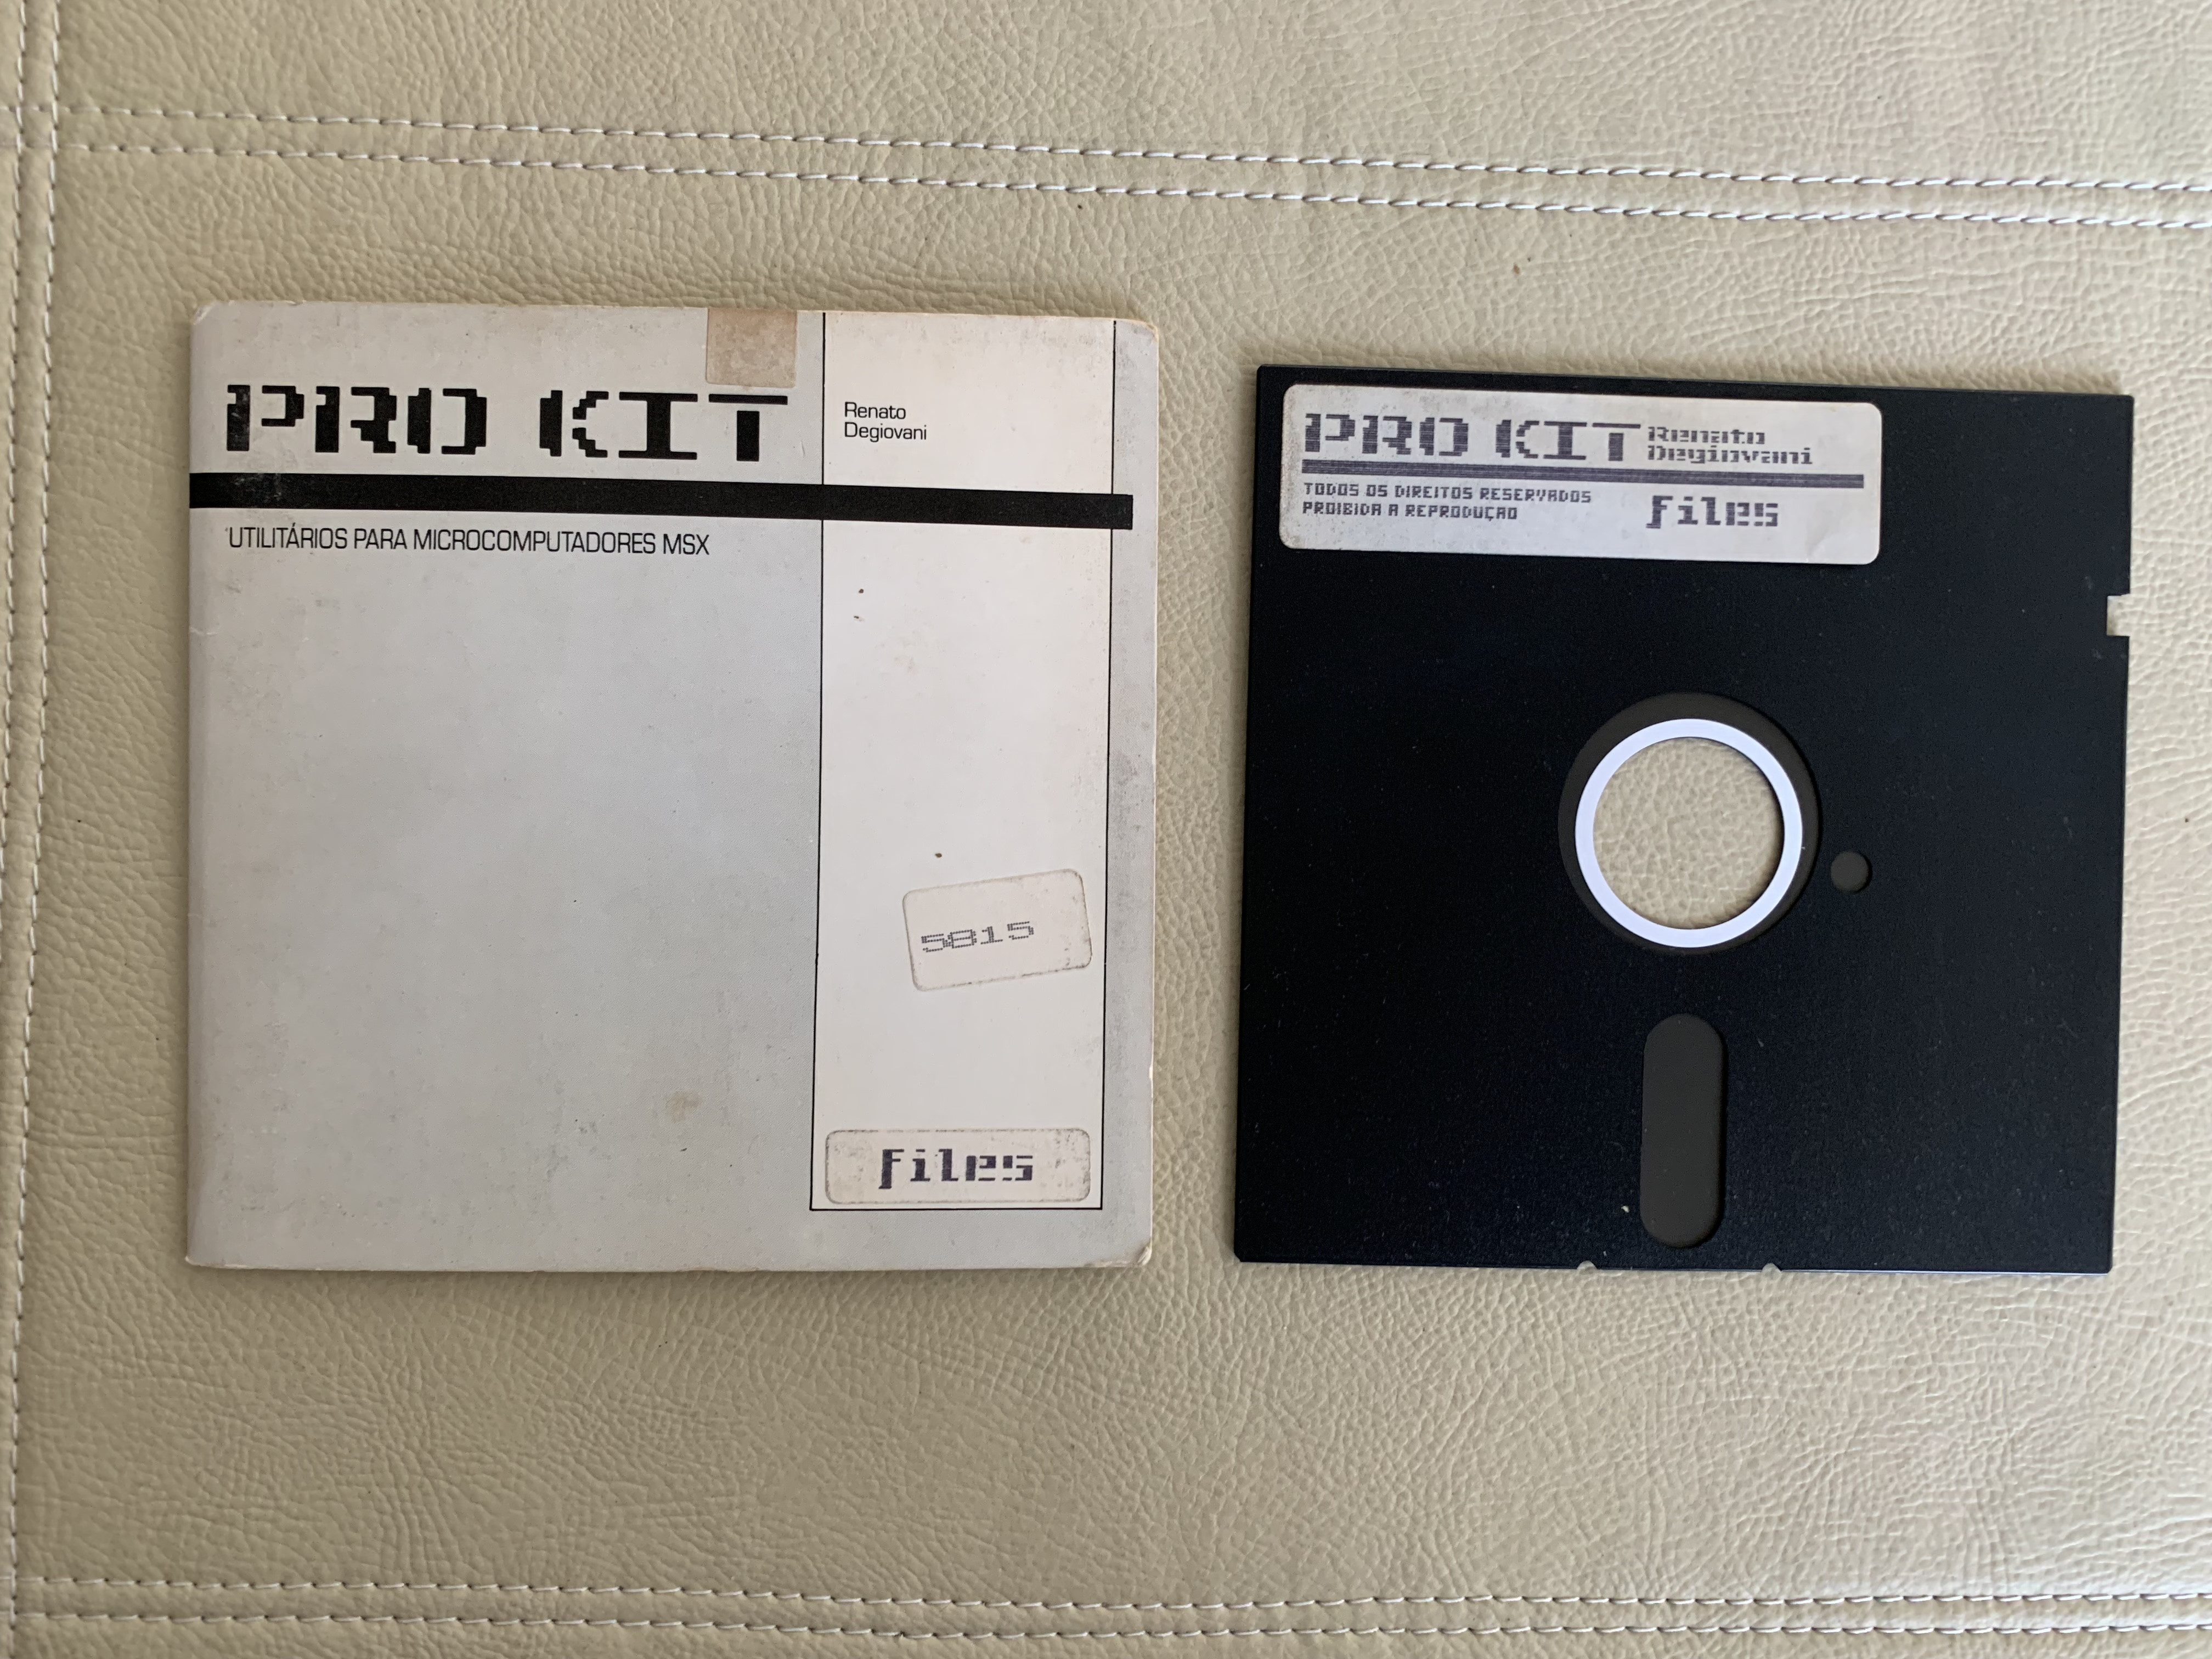 PRO KIT
Renato
Degiovani
UTILITÁRIOS PARA MICROCOMPUTADORES MSX
5815
files
PRO KIT
Renato
Degiovani
TODOS OS DIREITOS RESERVADOS
PROIBIDA A REPRODUÇAO
files